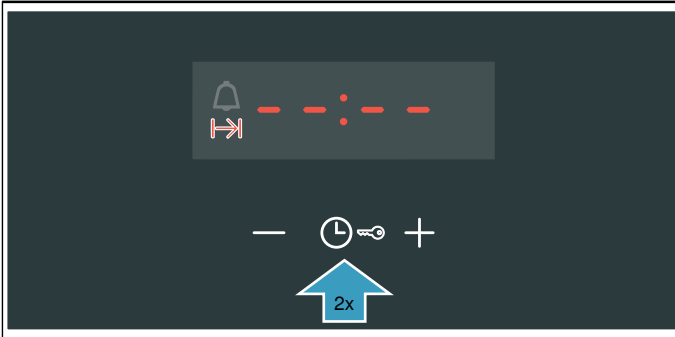 – –:– –
2x